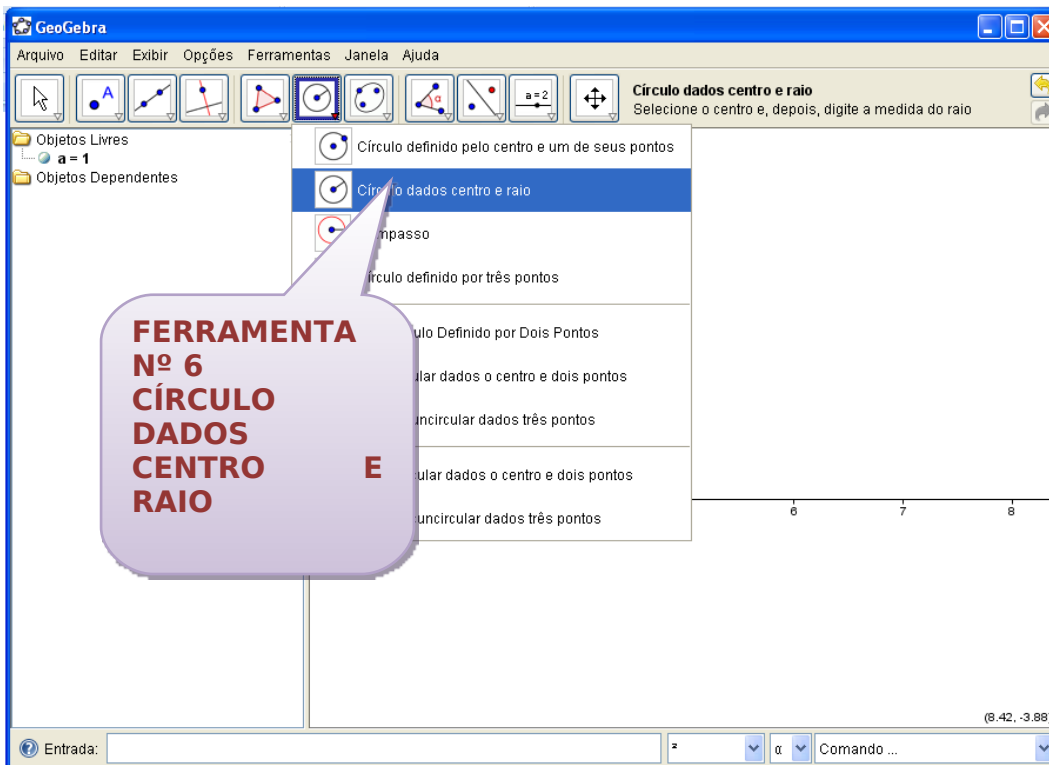 GeoGebra
Arquivo Editar Exibir Opções Ferramentas Janela Ajuda
A
α
a=2
Círculo dados centro e raio
Selecione o centro e, depois, digite a medida do raio
Objetos Livres
a = 1
Objetos Dependentes
Círculo definido pelo centro e um de seus pontos
Círculo dados centro e raio
mpasso
írculo definido por três pontos
ulo Definido por Dois Pontos
ular dados o centro e dois pontos
uncircular dados três pontos
ular dados o centro e dois pontos
uncircular dados três pontos
FERRAMENTA
Nº 6
CÍRCULO
DADOS
CENTRO E
RAIO
6 7 8
(8.42, -3.88)
Entrada:
² α Comando ...